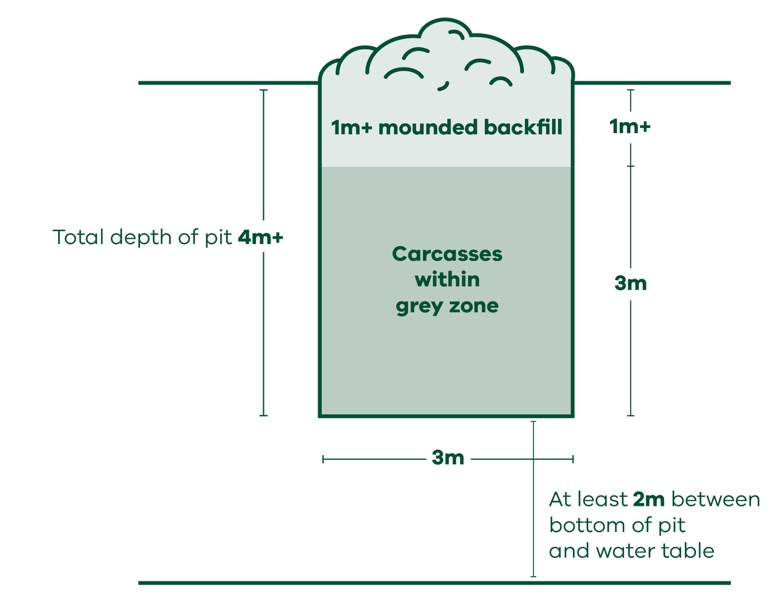 1m+ mounded backfill
1m+
Total depth of pit 4m+
Carcasses
within
grey zone
3m
3m
At least 2m between
bottom of pit
and water table